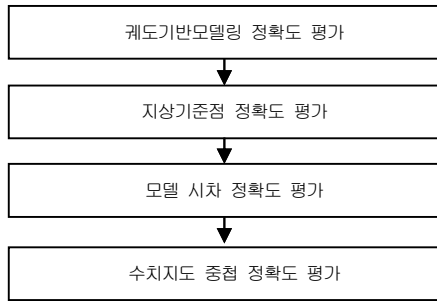 궤도기반모델링 정확도 평가
지상기준점 정확도 평가
모델 시차 정확도 평가
수치지도 중첩 정확도 평가